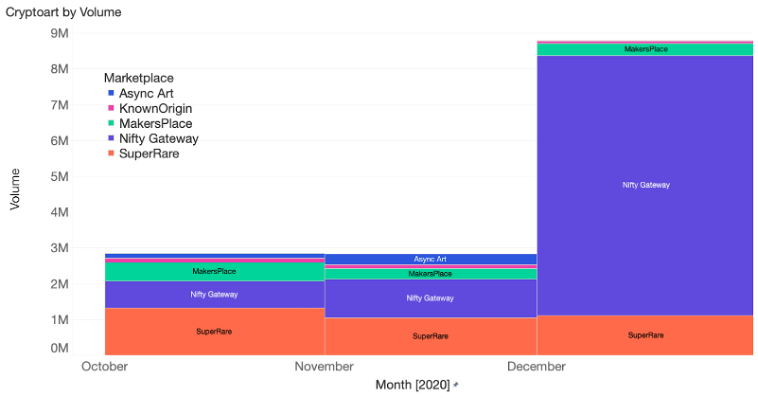 Cryptoart by Volume
9M
8M
7M
6M
5M
4M
3M
2M
1M
0M
Volume
Marketplace
Async Art
KnownOrigin
MakersPlace
Nifty Gateway
SuperRare
MakersPlace
Nifty Gateway
SuperRare
Async Art
MakersPlace
Nifty Gateway
SuperRare
MakersPlace
Nifty Gateway
SuperRare
October November December
Month [2020]